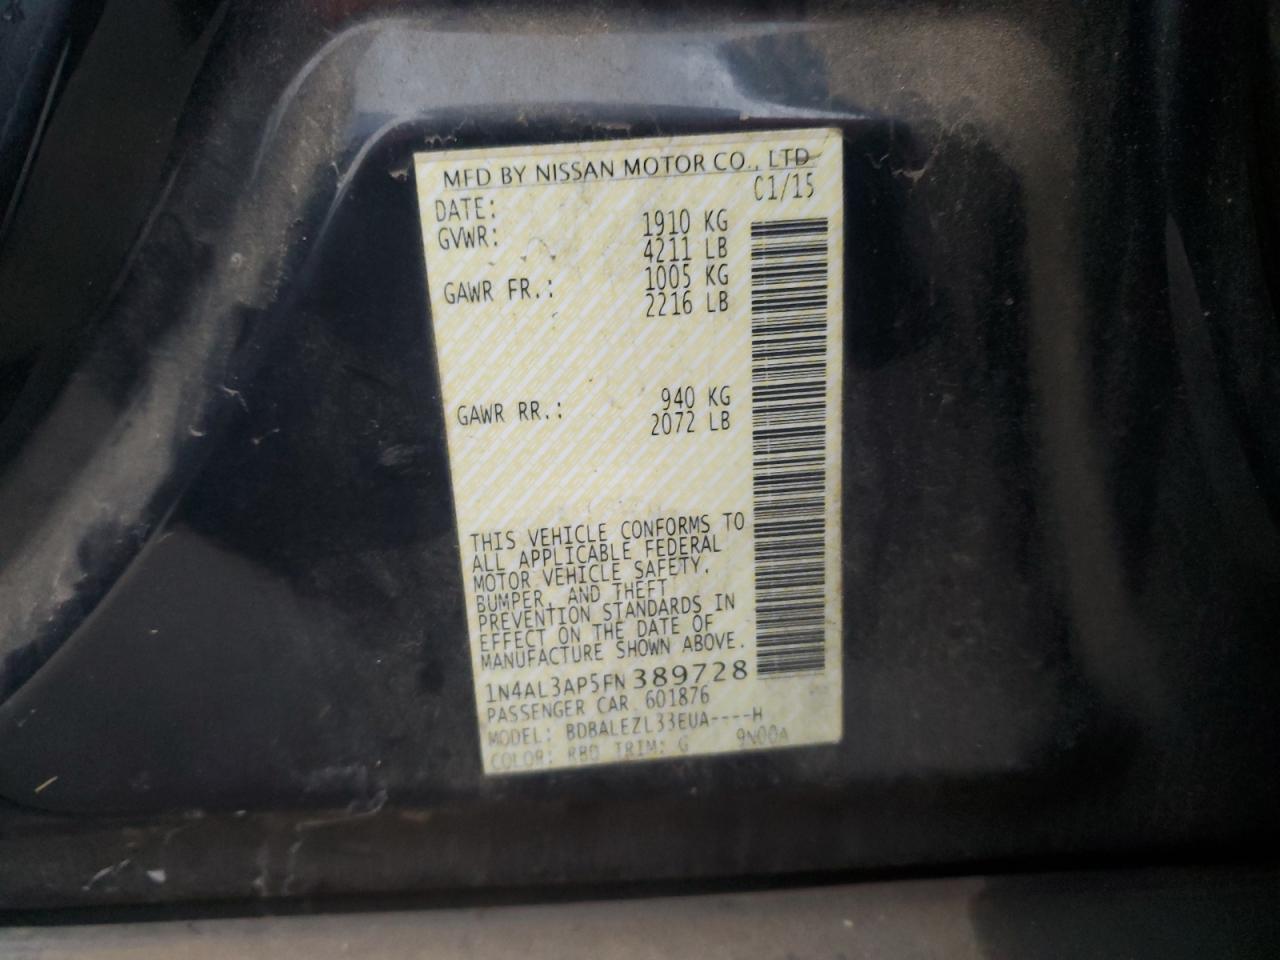 MFD BY NISSAN MOTOR CO., LTD
DATE: C1/15
GVWR: 1910 KG
4211 LB
GAWR FR.: 1005 KG
2216 LB
GAWR RR.: 940 KG
2072 LB
THIS VEHICLE CONFORMS TO
ALL APPLICABLE FEDERAL
MOTOR VEHICLE SAFETY,
BUMPER, AND THEFT
PREVENTION STANDARDS IN
EFFECT ON THE DATE OF
MANUFACTURE SHOWN ABOVE.
1N4AL3AP5FN389728
PASSENGER CAR 601876
MODEL: BDBALEZL33EUA----H
COLOR: RBD TRIM: G 9N00A